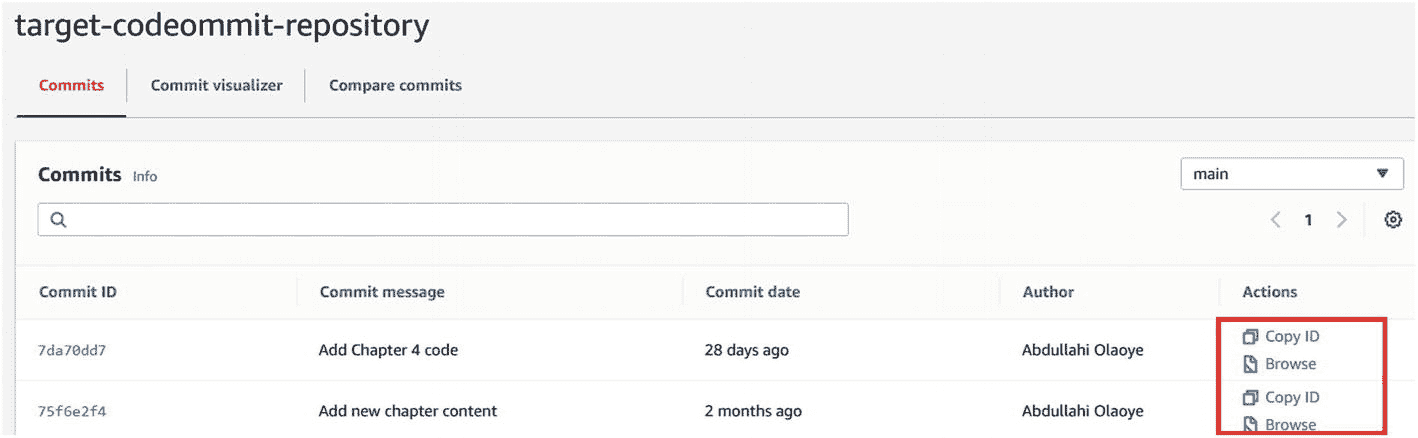 target-codeommit-repository
Commits Commit visualizer Compare commits
Commits Info
main
1
Commit ID Commit message Commit date Author Actions
7da70dd7 Add Chapter 4 code 28 days ago Abdullahi Olaoye Copy ID
Browse
75f6e2f4 Add new chapter content 2 months ago Abdullahi Olaoye Copy ID
Browse